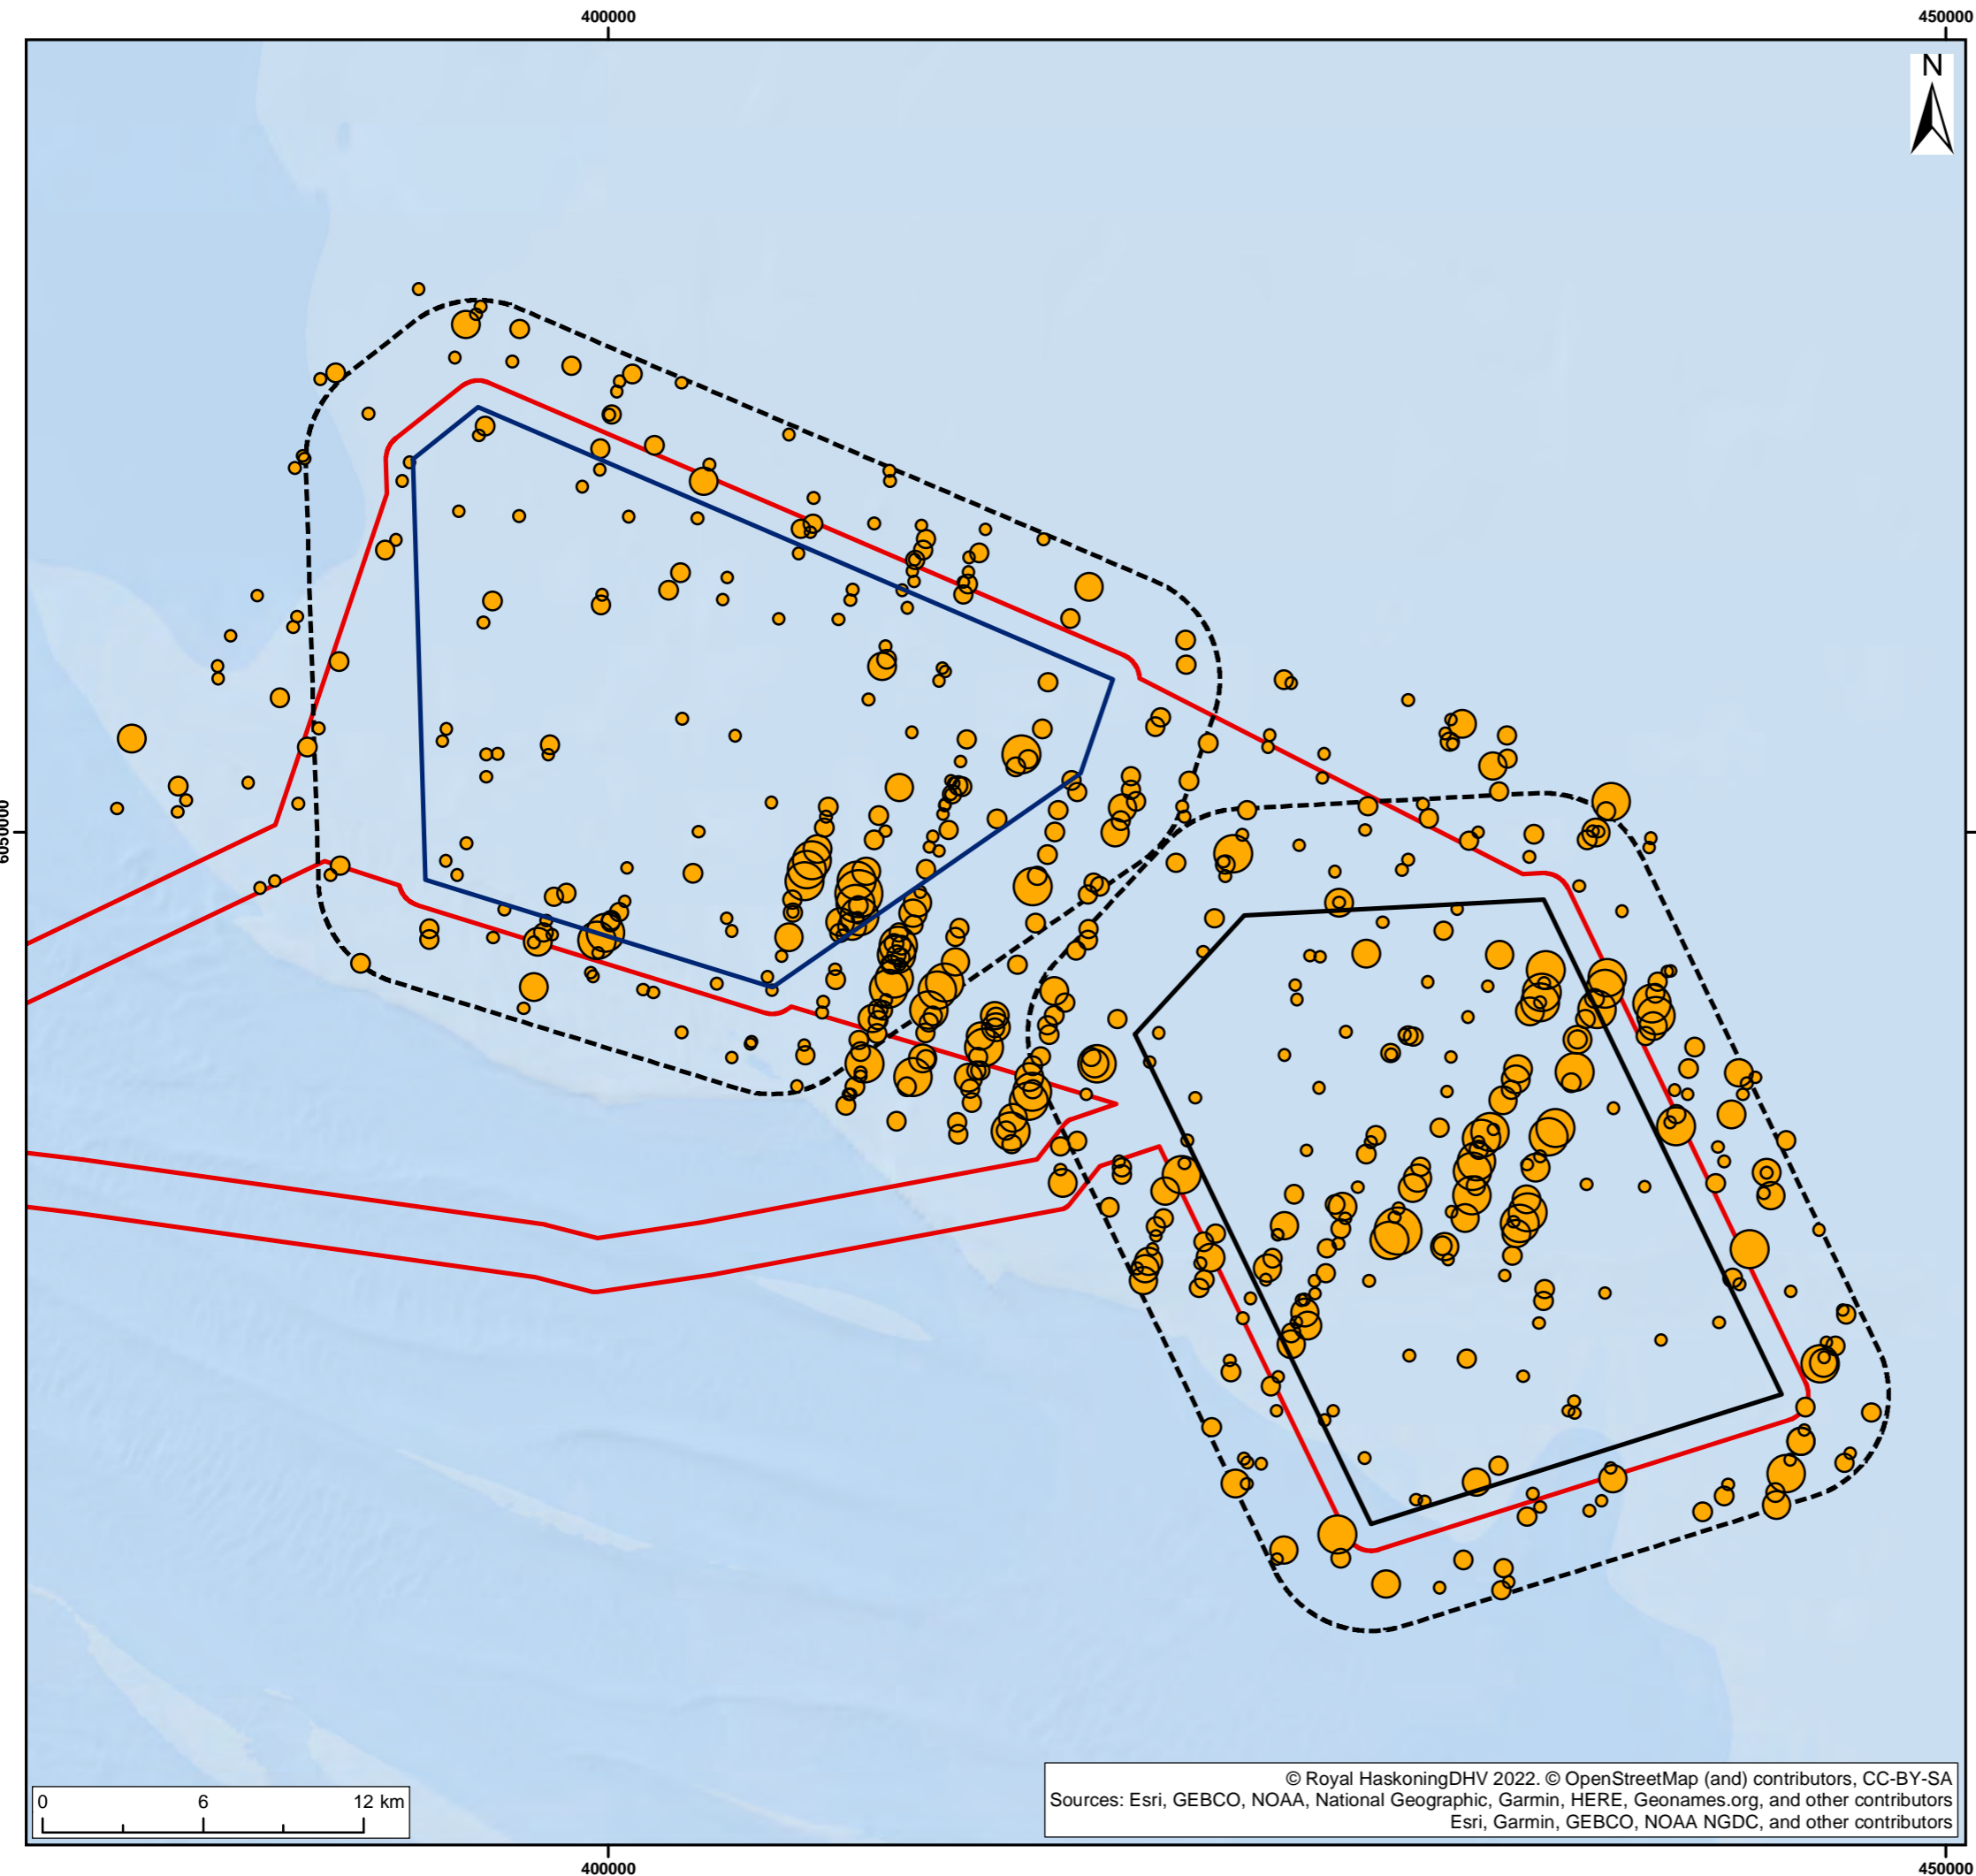 400000
450000
N
6050000
0
6
12 km
© Royal HaskoningDHV 2022. © OpenStreetMap (and) contributors, CC-BY-SA
Sources: Esri, GEBCO, NOAA, National Geographic, Garmin, HERE, Geonames.org, and other contributors
Esri, Garmin, GEBCO, NOAA NGDC, and other contributors
400000
450000